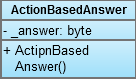 ActionBasedAnswer
- _answer: byte
+ ActipnBased
Answer()